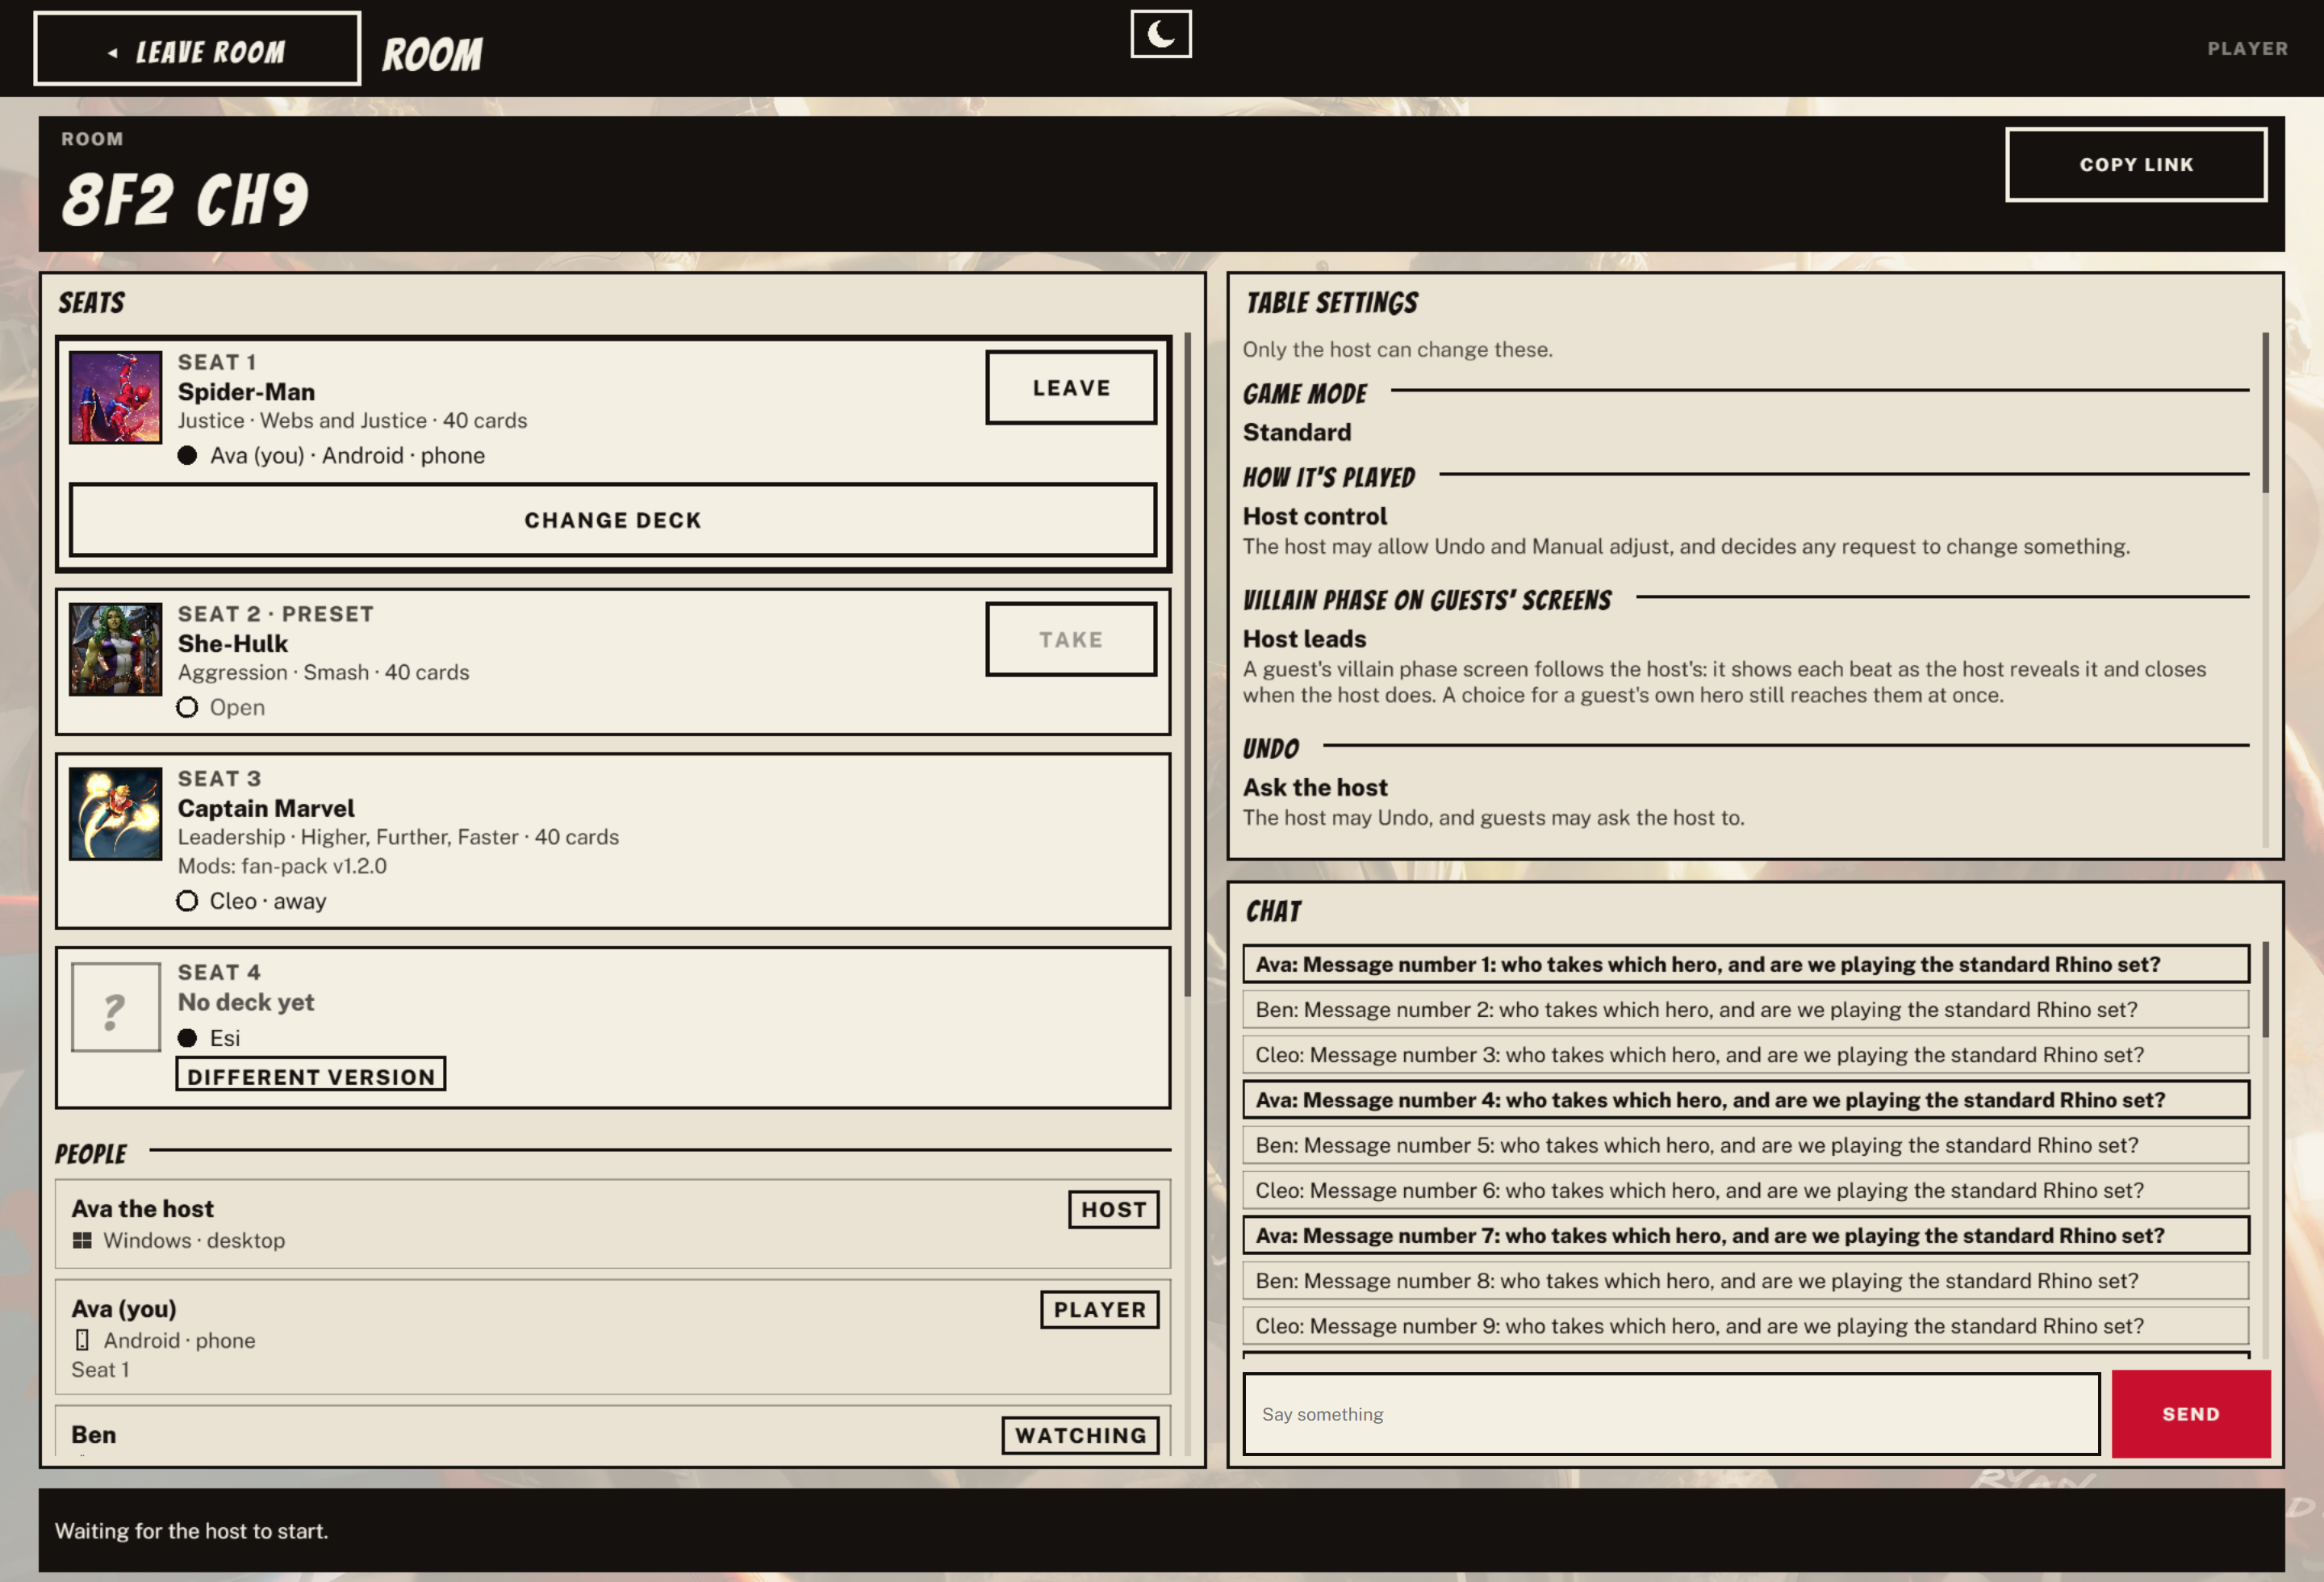 ◂ LEAVE ROOM
ROOM
PLAYER
ROOM
8F2 CH9
COPY LINK
SEATS
SEAT 1
Spider-Man
Justice · Webs and Justice · 40 cards
Ava (you) · Android · phone
LEAVE
CHANGE DECK
SEAT 2 · PRESET
She-Hulk
Aggression · Smash · 40 cards
Open
TAKE
SEAT 3
Captain Marvel
Leadership · Higher, Further, Faster · 40 cards
Mods: fan-pack v1.2.0
Cleo · away
?
SEAT 4
No deck yet
Esi
DIFFERENT VERSION
PEOPLE
Ava the host
Windows · desktop
HOST
Ava (you)
Android · phone
Seat 1
PLAYER
Ben
WATCHING
TABLE SETTINGS
Only the host can change these.
GAME MODE
Standard
HOW IT'S PLAYED
Host control
The host may allow Undo and Manual adjust, and decides any request to change something.
VILLAIN PHASE ON GUESTS' SCREENS
Host leads
A guest's villain phase screen follows the host's: it shows each beat as the host reveals it and closes
when the host does. A choice for a guest's own hero still reaches them at once.
UNDO
Ask the host
The host may Undo, and guests may ask the host to.
CHAT
Ava: Message number 1: who takes which hero, and are we playing the standard Rhino set?
Ben: Message number 2: who takes which hero, and are we playing the standard Rhino set?
Cleo: Message number 3: who takes which hero, and are we playing the standard Rhino set?
Ava: Message number 4: who takes which hero, and are we playing the standard Rhino set?
Ben: Message number 5: who takes which hero, and are we playing the standard Rhino set?
Cleo: Message number 6: who takes which hero, and are we playing the standard Rhino set?
Ava: Message number 7: who takes which hero, and are we playing the standard Rhino set?
Ben: Message number 8: who takes which hero, and are we playing the standard Rhino set?
Cleo: Message number 9: who takes which hero, and are we playing the standard Rhino set?
Say something
SEND
Waiting for the host to start.